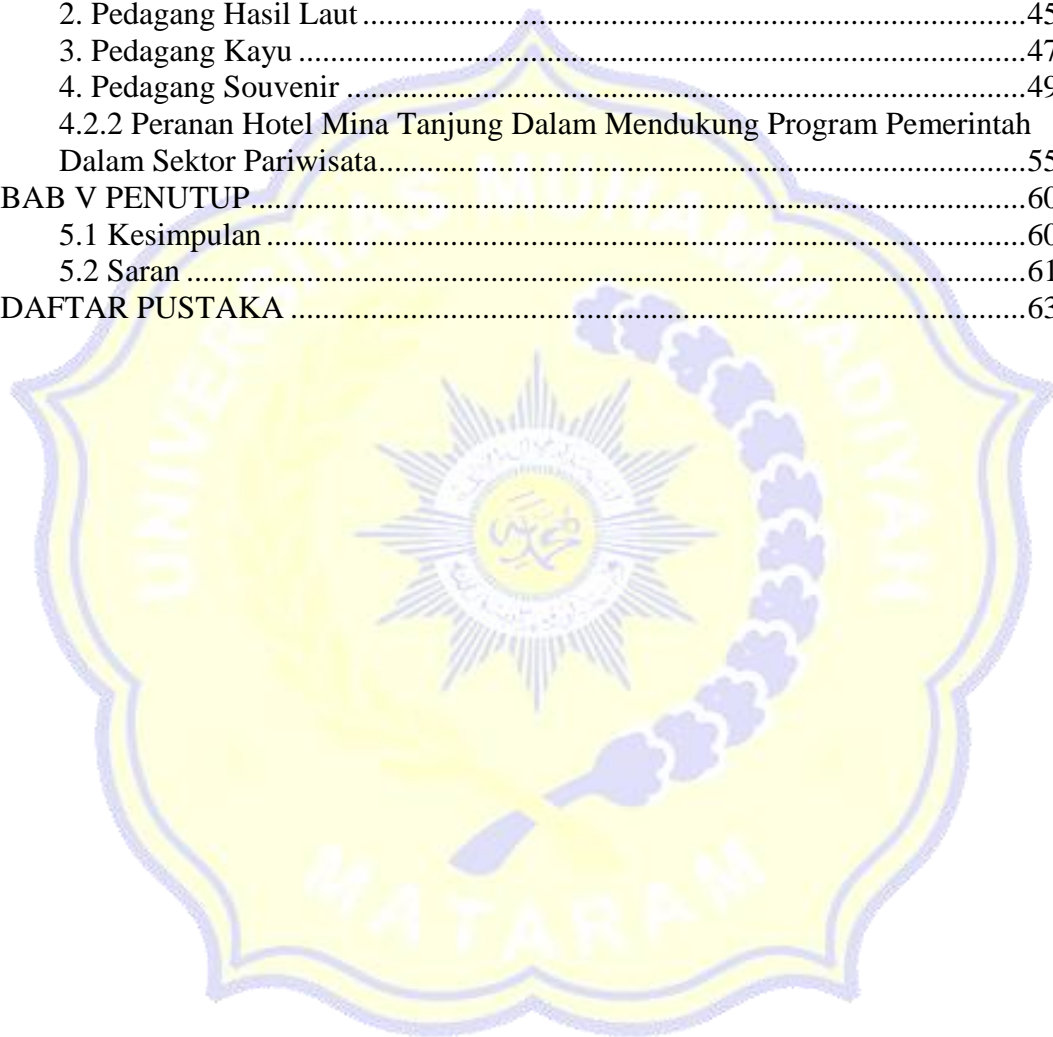 2. Pedagang Hasil Laut ........................................................................................45
3. Pedagang Kayu ................................................................................................47
4. Pedagang Souvenir ..........................................................................................49
4.2.2 Peranan Hotel Mina Tanjung Dalam Mendukung Program Pemerintah
Dalam Sektor Pariwisata......................................................................................55
BAB V PENUTUP.......................................................................................................60
5.1 Kesimpulan .....................................................................................................60
5.2 Saran ...............................................................................................................61
DAFTAR PUSTAKA .................................................................................................63
UNIVERSITAS MUHAMMADIYAH
MATARAM